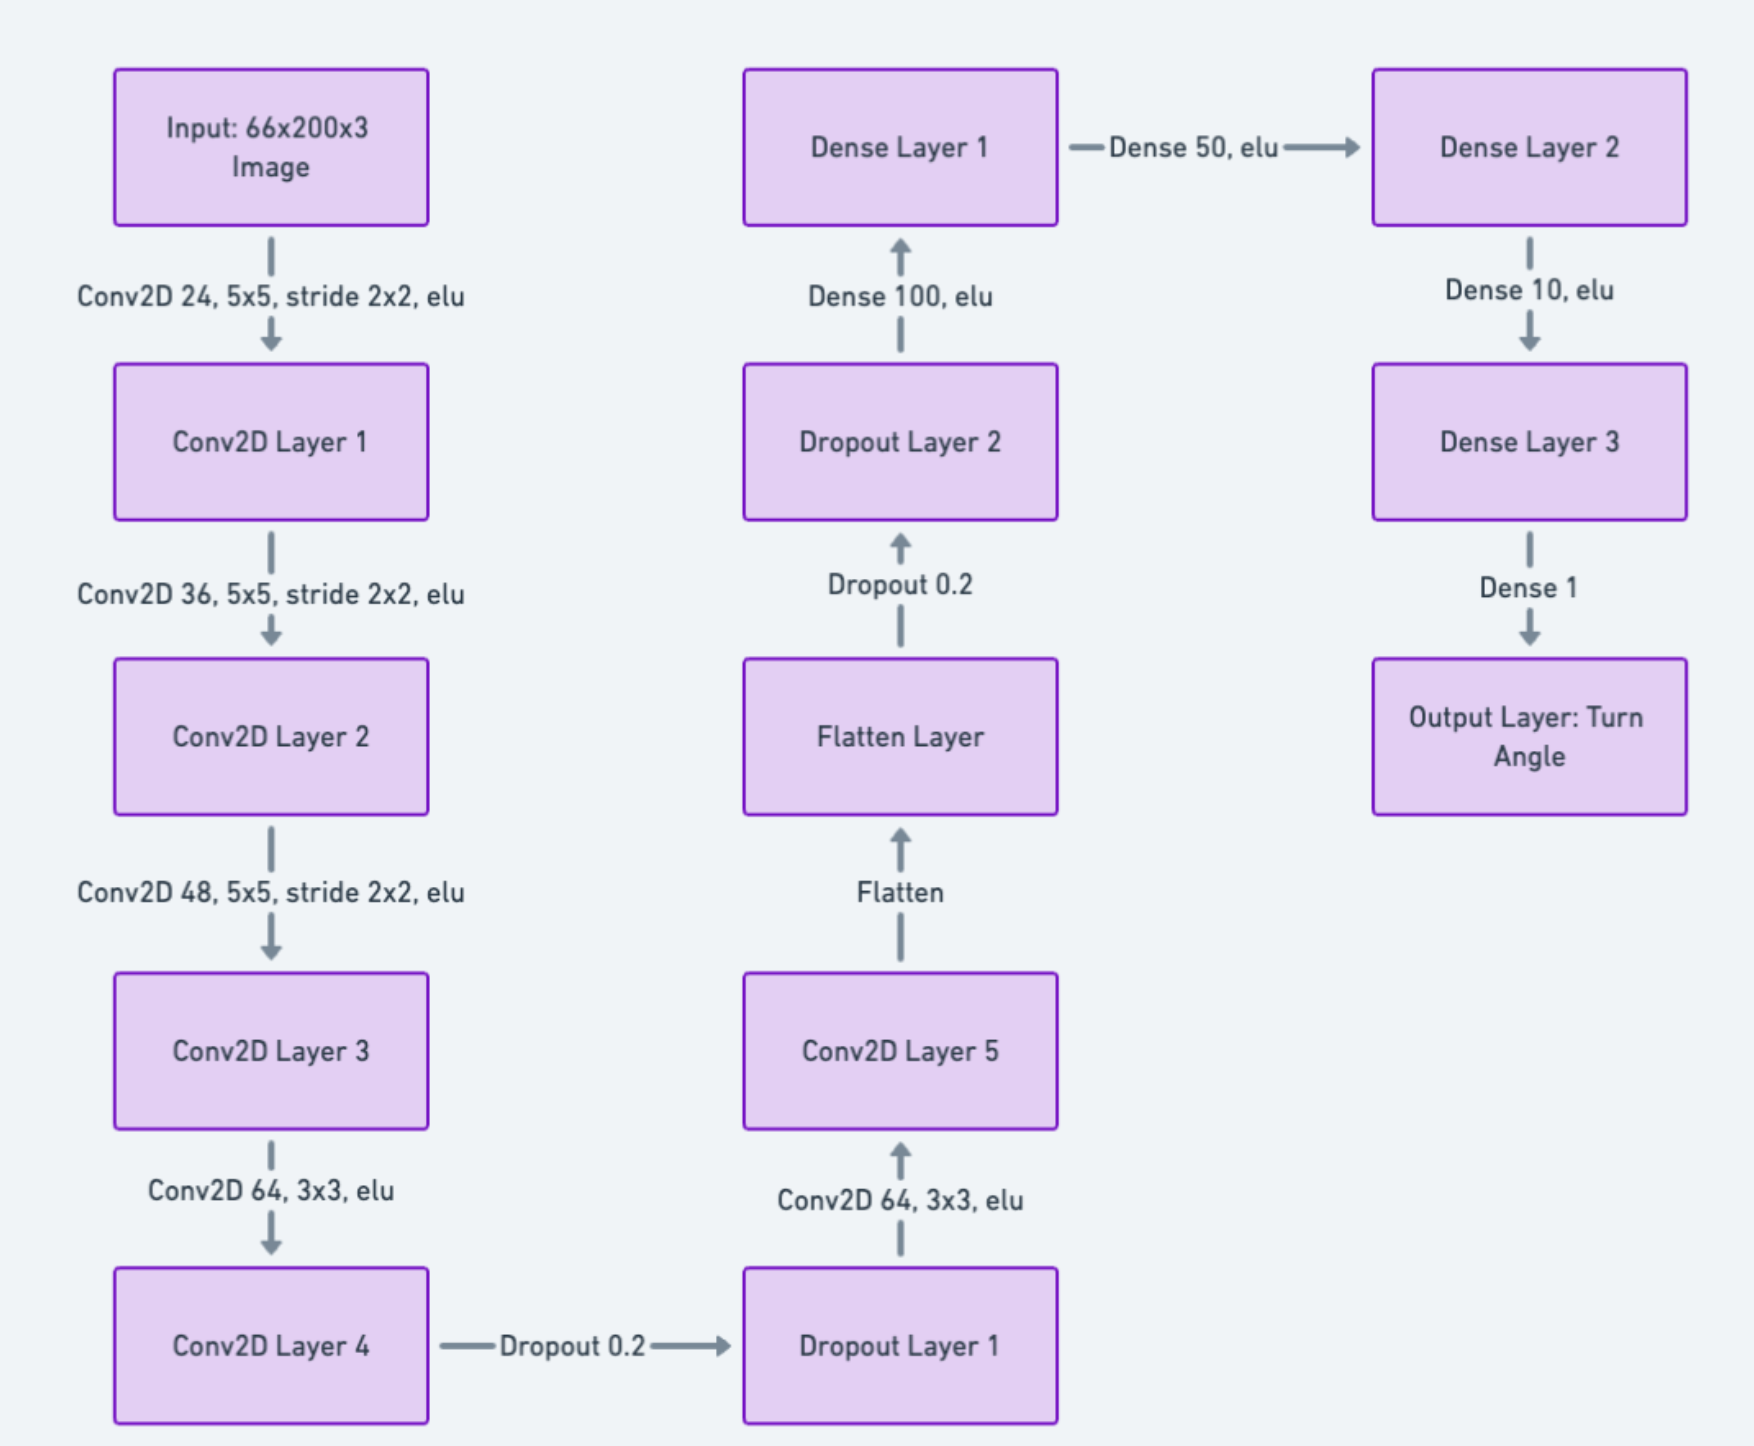 Input: 66x200x3
Image
Conv2D 24, 5x5, stride 2x2, elu
Conv2D Layer 1
Conv2D 36, 5x5, stride 2x2, elu
Conv2D Layer 2
Conv2D 48, 5x5, stride 2x2, elu
Conv2D Layer 3
Conv2D 64, 3x3, elu
Conv2D Layer 4
Dropout 0.2
Dropout Layer 1
Conv2D 64, 3x3, elu
Conv2D Layer 5
Flatten
Flatten Layer
Dropout 0.2
Dropout Layer 2
Dense 100, elu
Dense Layer 1
Dense 50, elu
Dense Layer 2
Dense 10, elu
Dense Layer 3
Dense 1
Output Layer: Turn
Angle